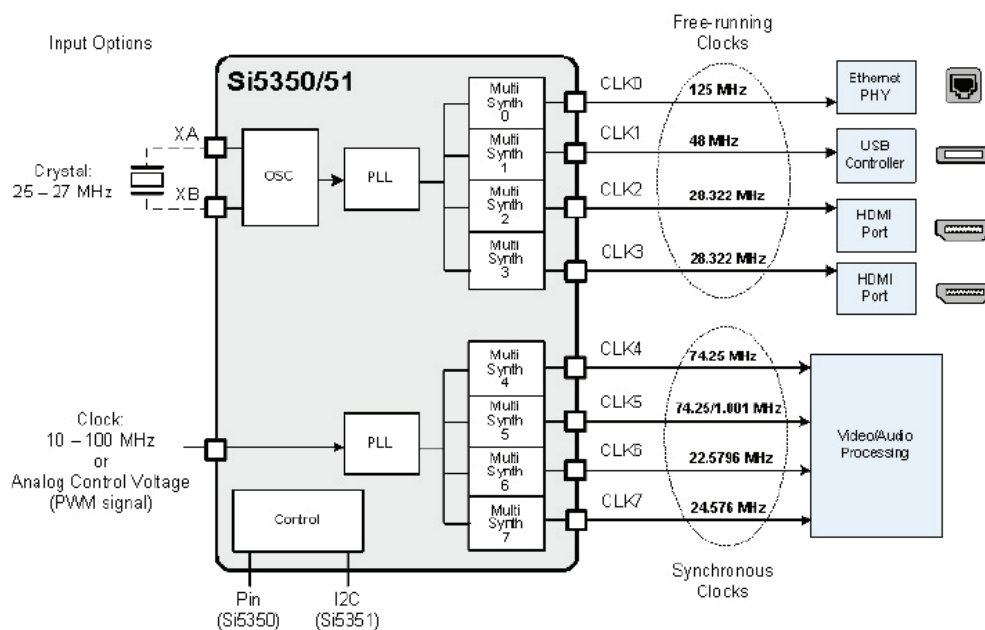 Input Options
Free-running
Clocks
Si5350/51
XA
XB
Crystal:
25 – 27 MHz
OSC
PLL
Multi
Synth
0
Multi
Synth
1
Multi
Synth
2
Multi
Synth
3
CLK0
125 MHz
Ethernet
PHY
CLK1
48 MHz
USB
Controller
CLK2
28.322 MHz
HDMI
Port
CLK3
28.322 MHz
HDMI
Port
Clock:
10 – 100 MHz
or
Analog Control Voltage
(PWM signal)
PLL
Multi
Synth
4
Multi
Synth
5
Multi
Synth
6
Multi
Synth
7
CLK4
74.25 MHz
CLK5
74.25/1.001 MHz
CLK6
22.5796 MHz
CLK7
24.576 MHz
Video/Audio
Processing
Control
Pin
(Si5350)
I2C
(Si5351)
Synchronous
Clocks